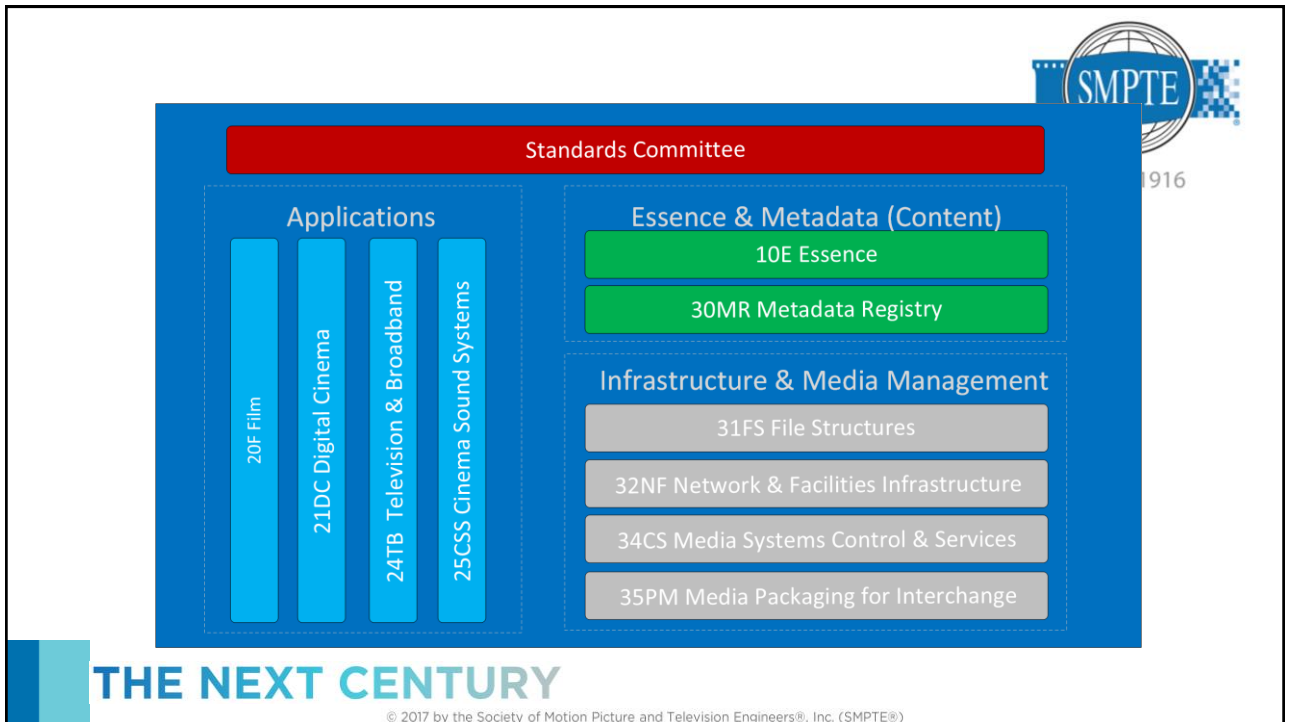 SMPTE
1916
Standards Committee
Applications
20F Film
21DC Digital Cinema
24TB Television & Broadband
25CSS Cinema Sound Systems
Essence & Metadata (Content)
10E Essence
30MR Metadata Registry
Infrastructure & Media Management
31FS File Structures
32NF Network & Facilities Infrastructure
34CS Media Systems Control & Services
35PM Media Packaging for Interchange
THE NEXT CENTURY
© 2017 by the Society of Motion Picture and Television Engineers®, Inc. (SMPTE®)